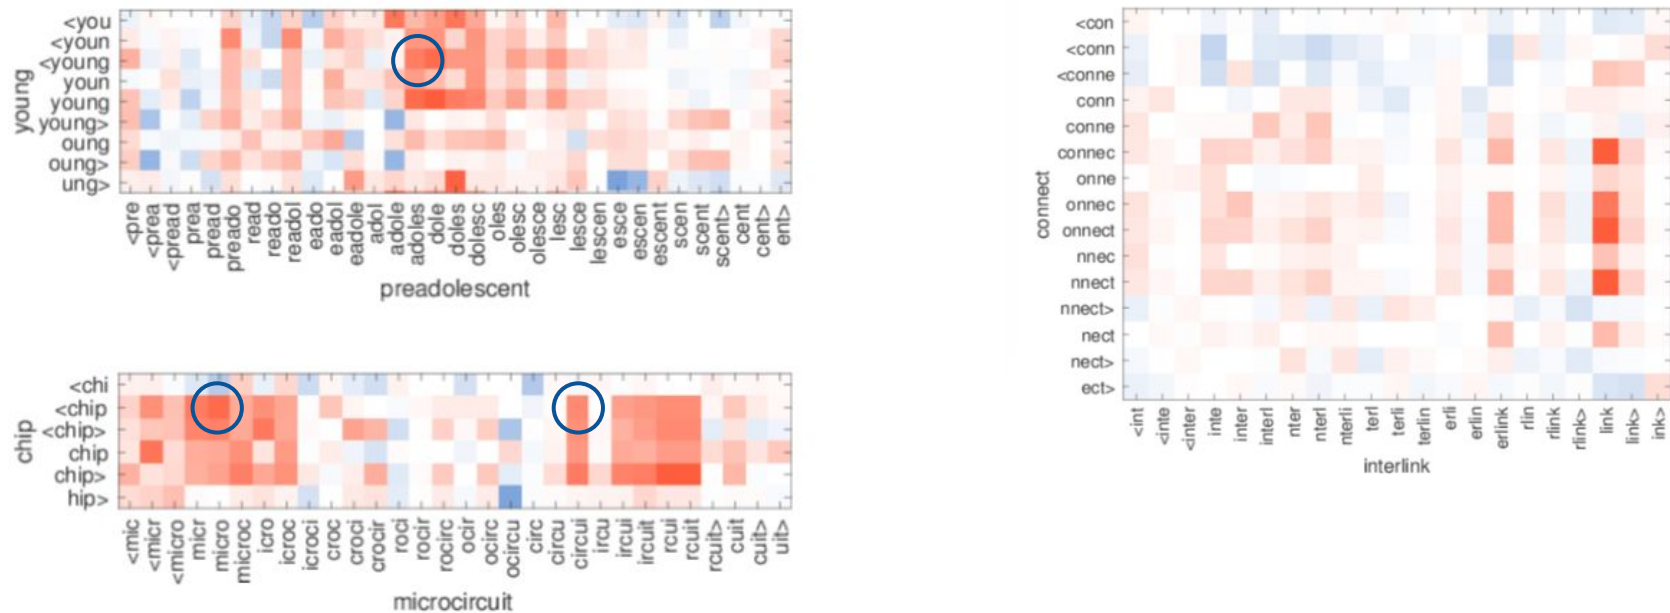 <you
<youn
<young
youn
young
young>
oung
oung>
ung>
young
<pre
<prea
<pread
prea
pread
preado
read
reado
readol
eado
eadol
eadole
adol
adole
adoles
dole
doles
dolesc
oles
olesc
olesce
lesc
lesce
lescen
esce
escen
escent
scen
scent
scent>
cent
cent>
ent>
preadolescent
<chi
<chip
<chip>
chip
chip>
hip>
chip
<mic
<micr
<micro
micr
micro
microc
icro
icroc
icroci
croc
croci
crocir
roci
rocir
rocirc
ocir
ocirc
ocircu
circ
circu
circui
ircu
ircui
ircuit
rcui
rcuit
rcuit>
cuit
cuit>
uit>
microcircuit
<con
<conn
<conne
conn
conne
connec
onne
onnec
onnect
nnec
nnect
nnect>
nect
nect>
ect>
connect
<int
<inte
<inter
inte
inter
interl
nter
nterl
nterli
terl
terli
terlin
erli
erlin
erlink
rlin
rlink
rlink>
link
link>
ink>
interlink